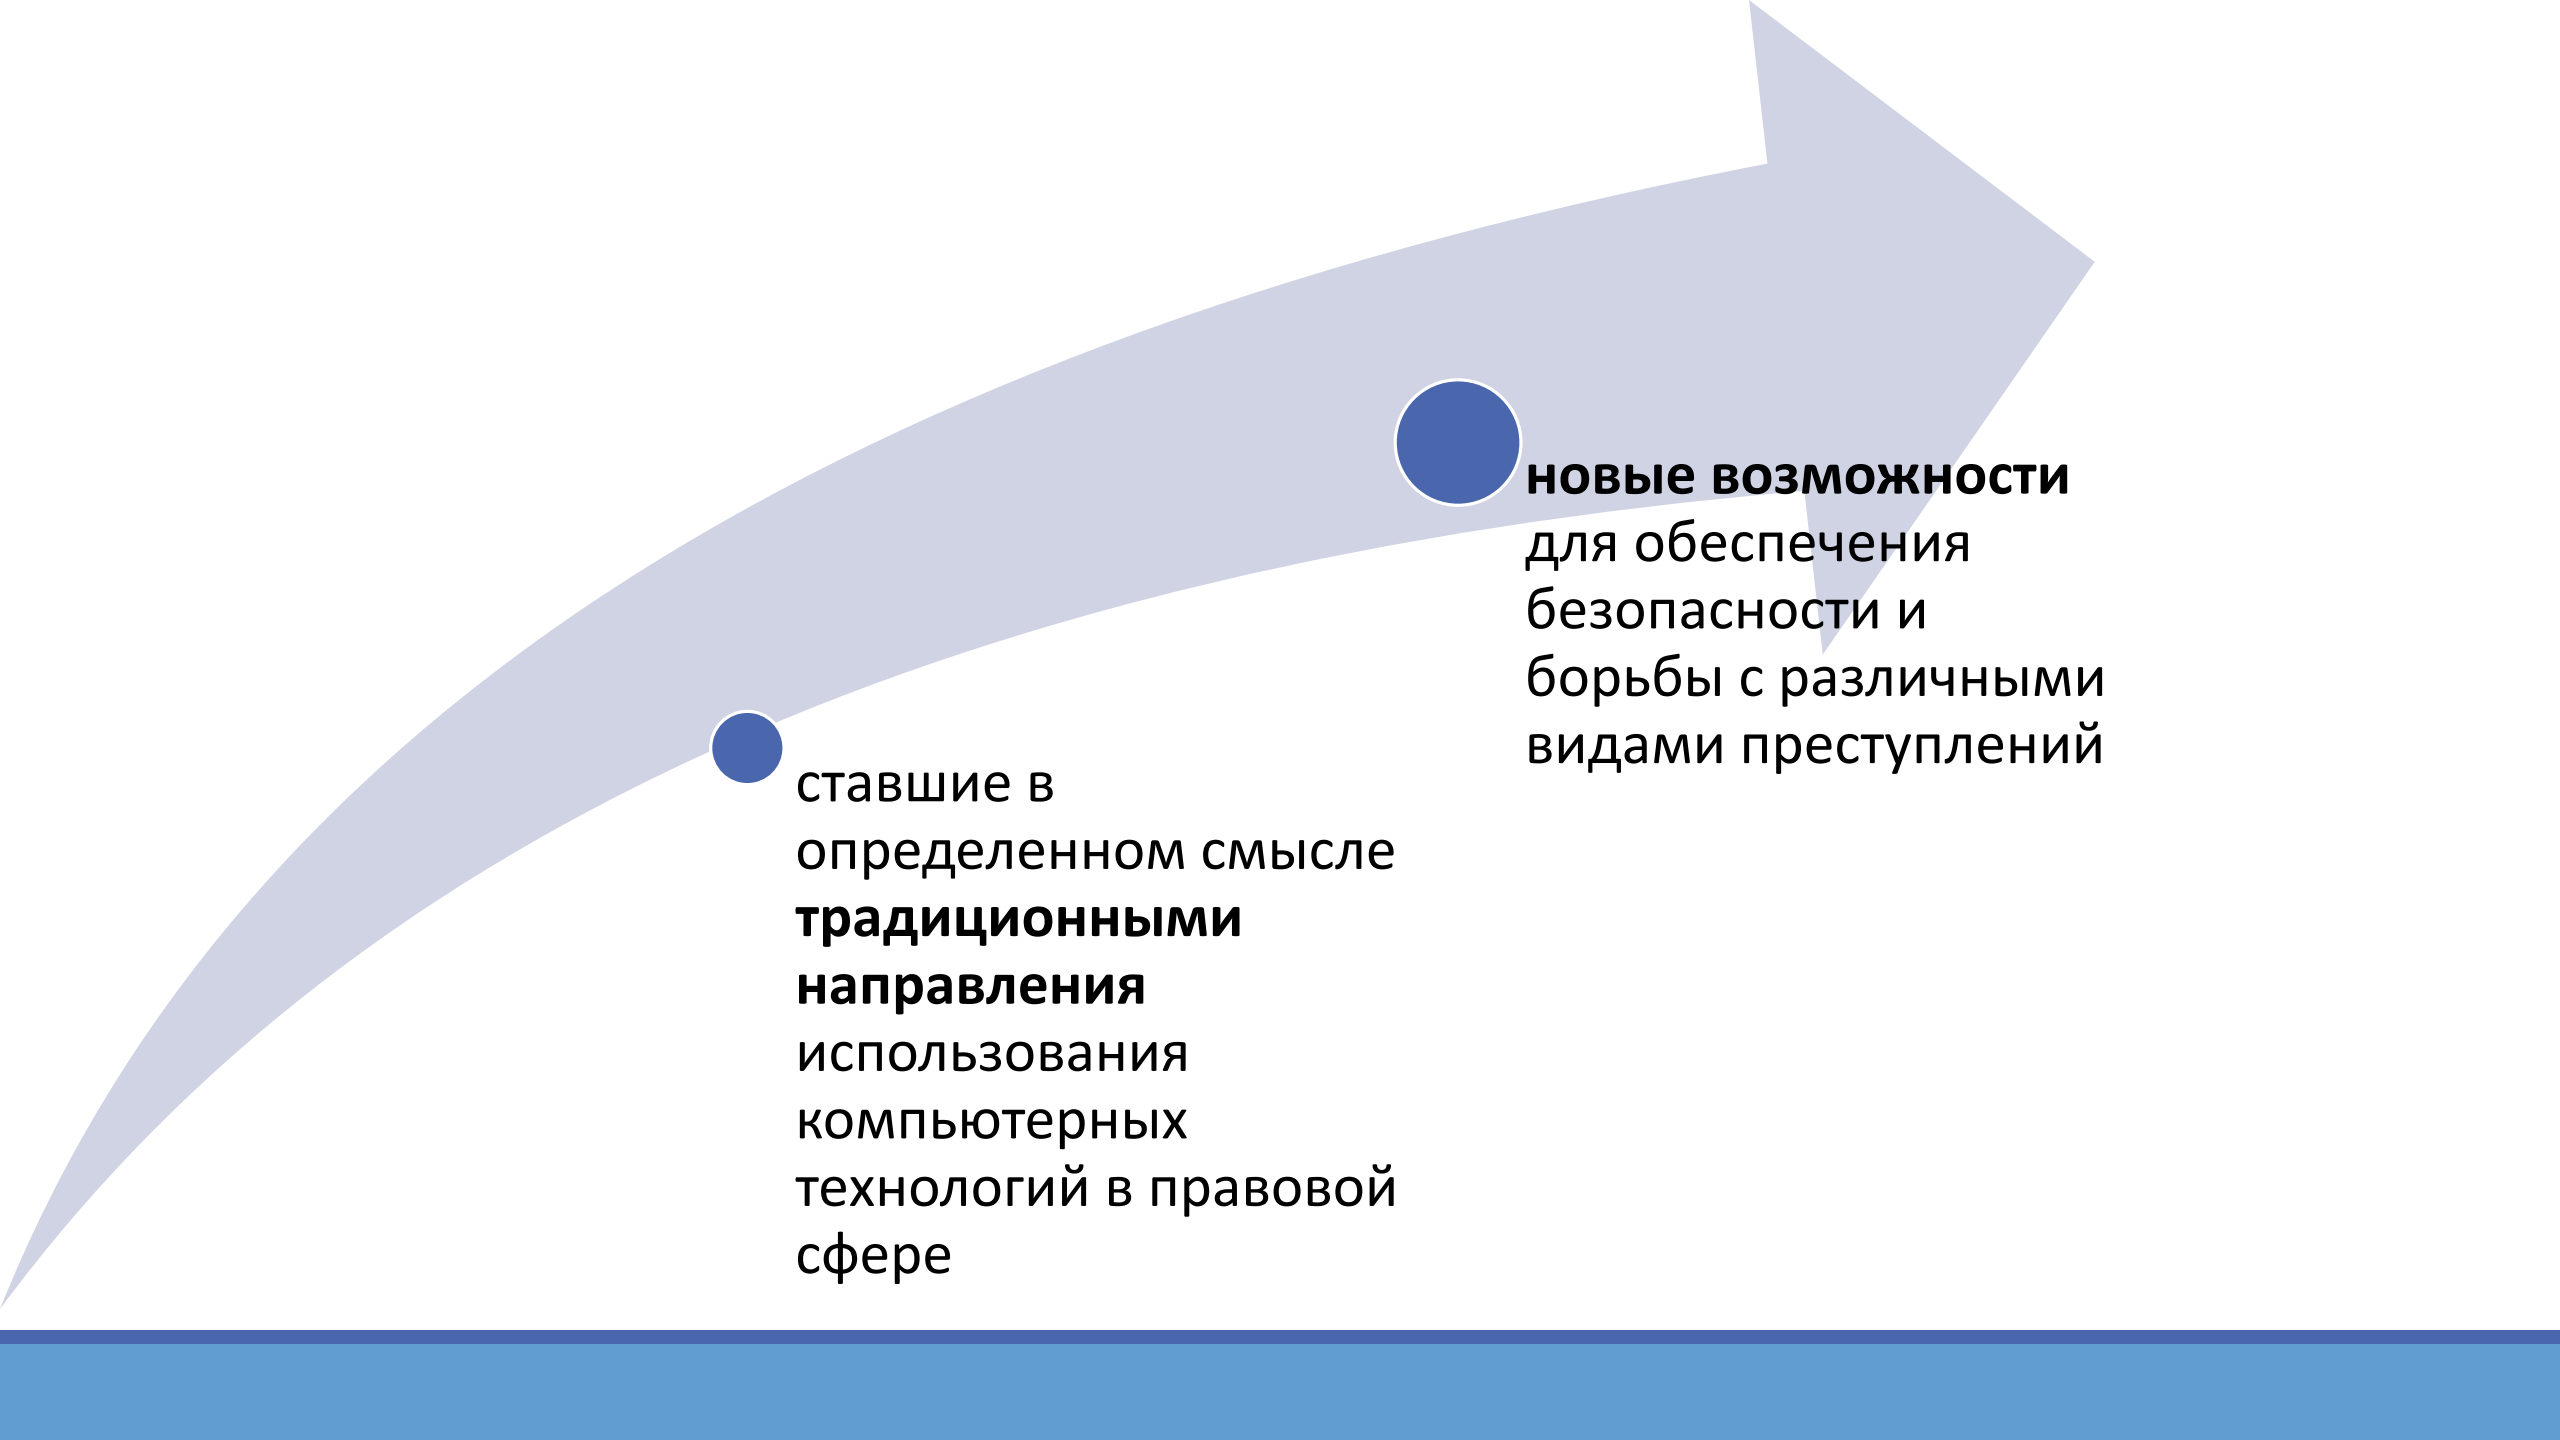 новые возможности
для обеспечения
безопасности и
борьбы с различными
видами преступлений
ставшие в
определенном смысле
традиционными
направления
использования
компьютерных
технологий в правовой
сфере